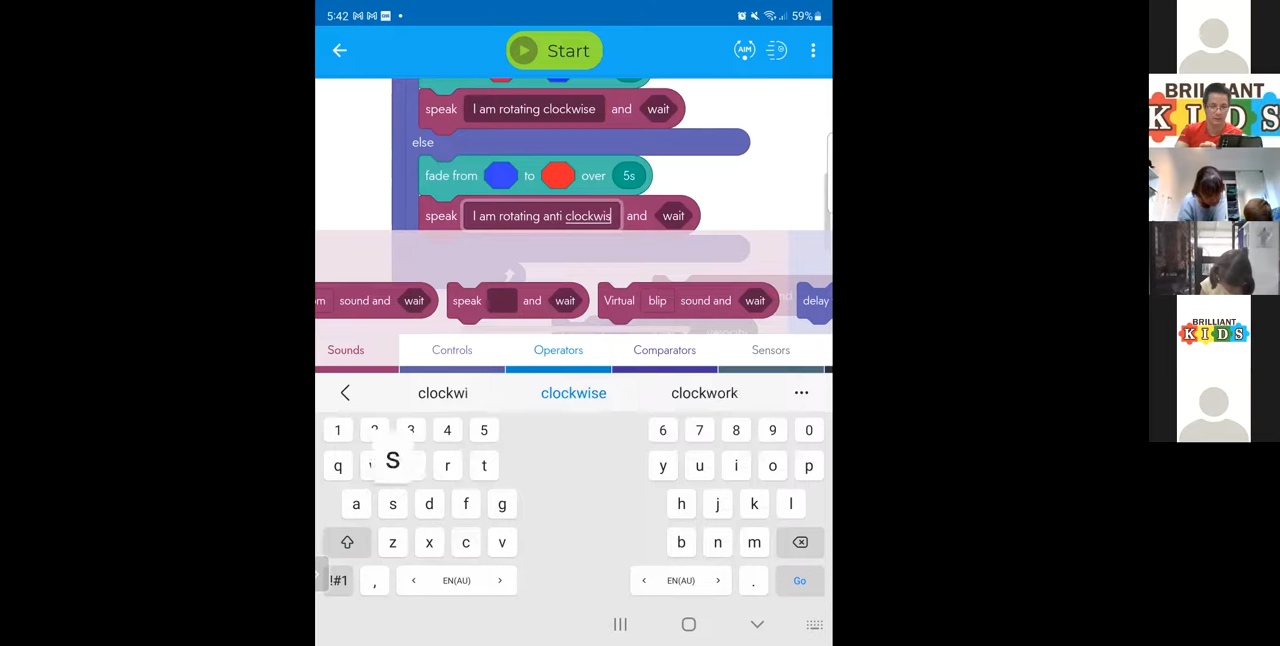 5:42 59%
Start
AIM
speak I am rotating clockwise and wait
else
fade from to over 5s
speak I am rotating anti clockwis and wait
sound and wait speak and wait Virtual blip sound and wait delay
Sounds Controls Operators Comparators Sensors
clockwi clockwise clockwork ...
1 2 3 4 5 6 7 8 9 0
q S r t y u i o p
a s d f g h j k l
z x c v b n m
!#1 , < EN(AU) > < EN(AU) > . Go
BRILLIANT
KIDS
BRILLIANT
KIDS